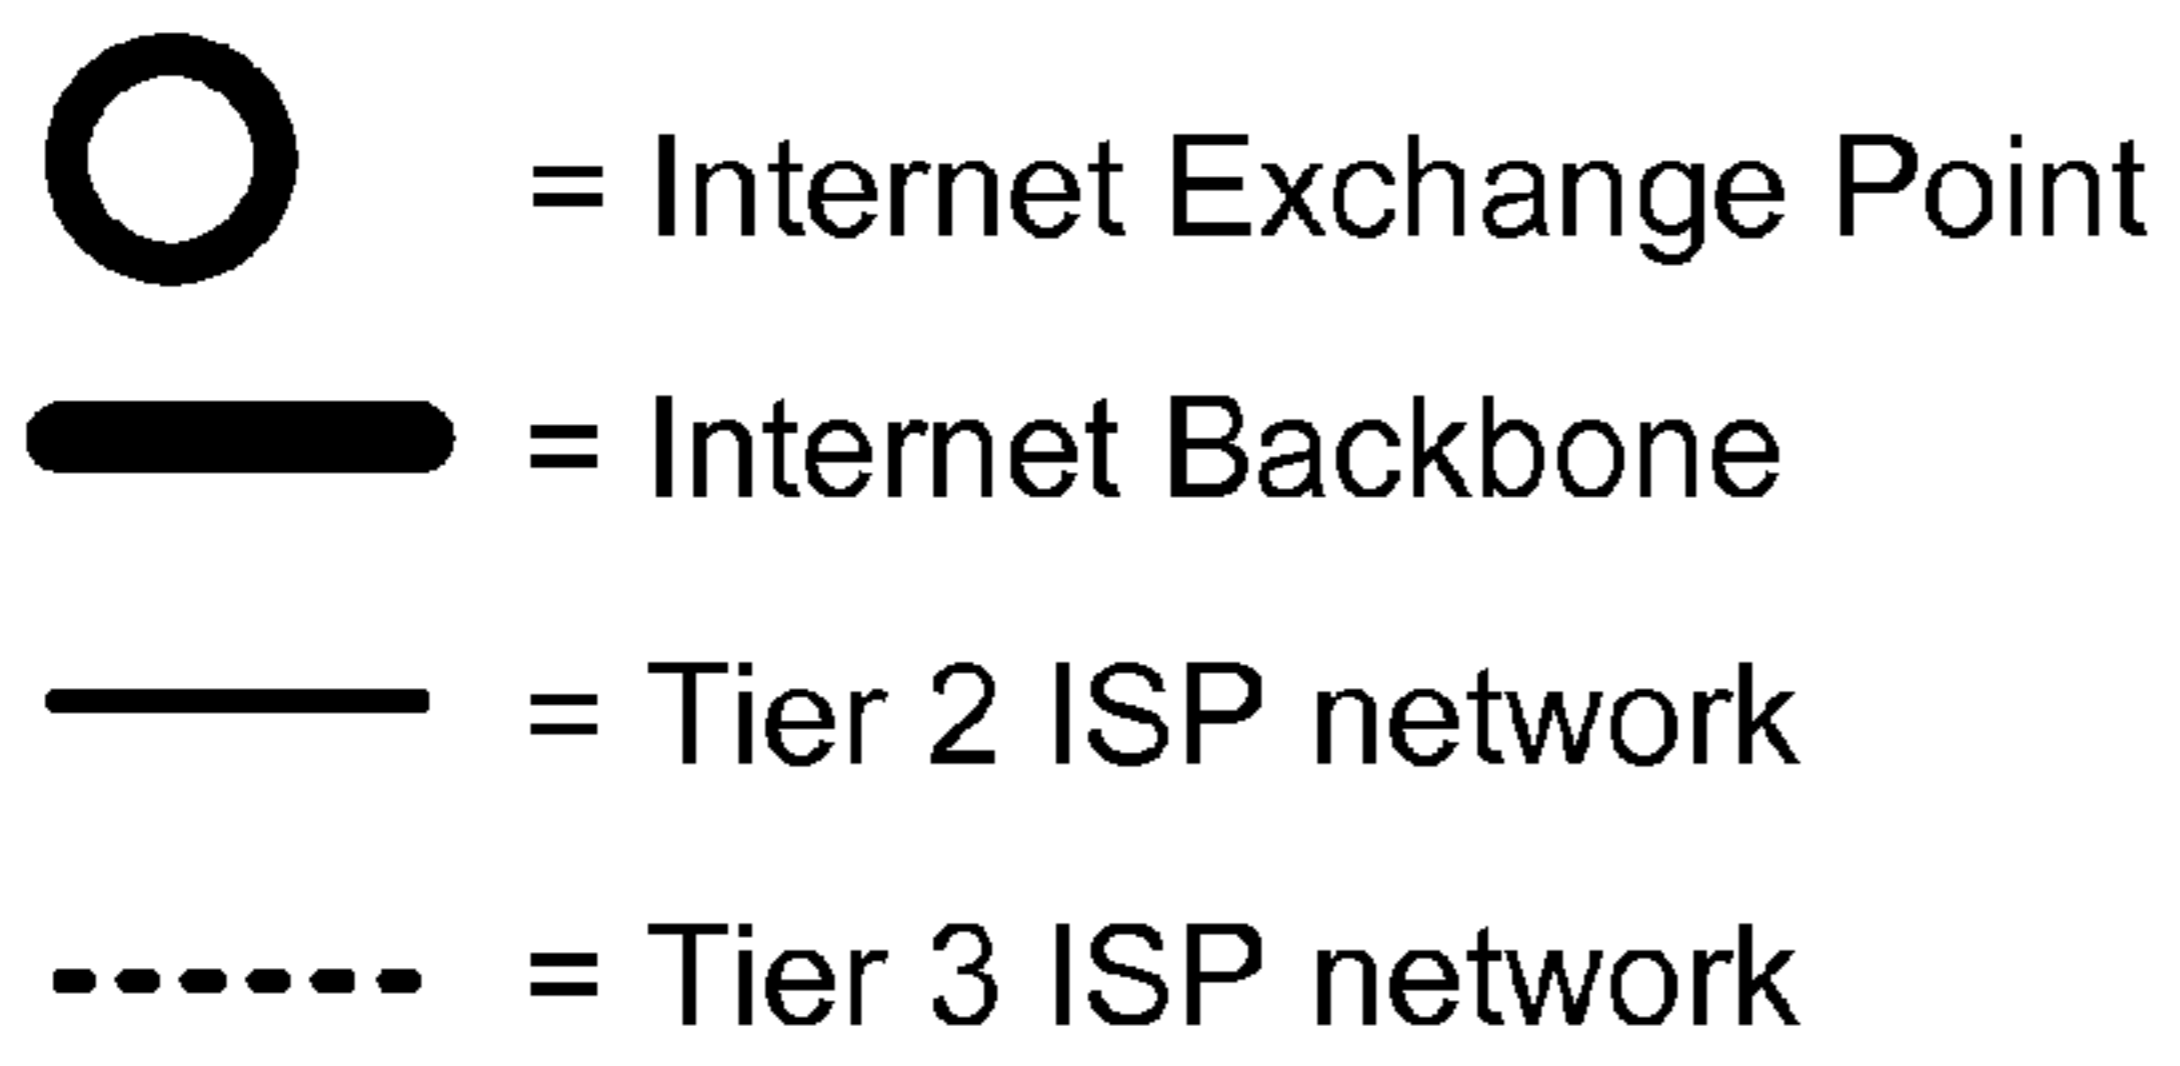 = Internet Exchange Point
= Internet Backbone
= Tier 2 ISP network
= Tier 3 ISP network